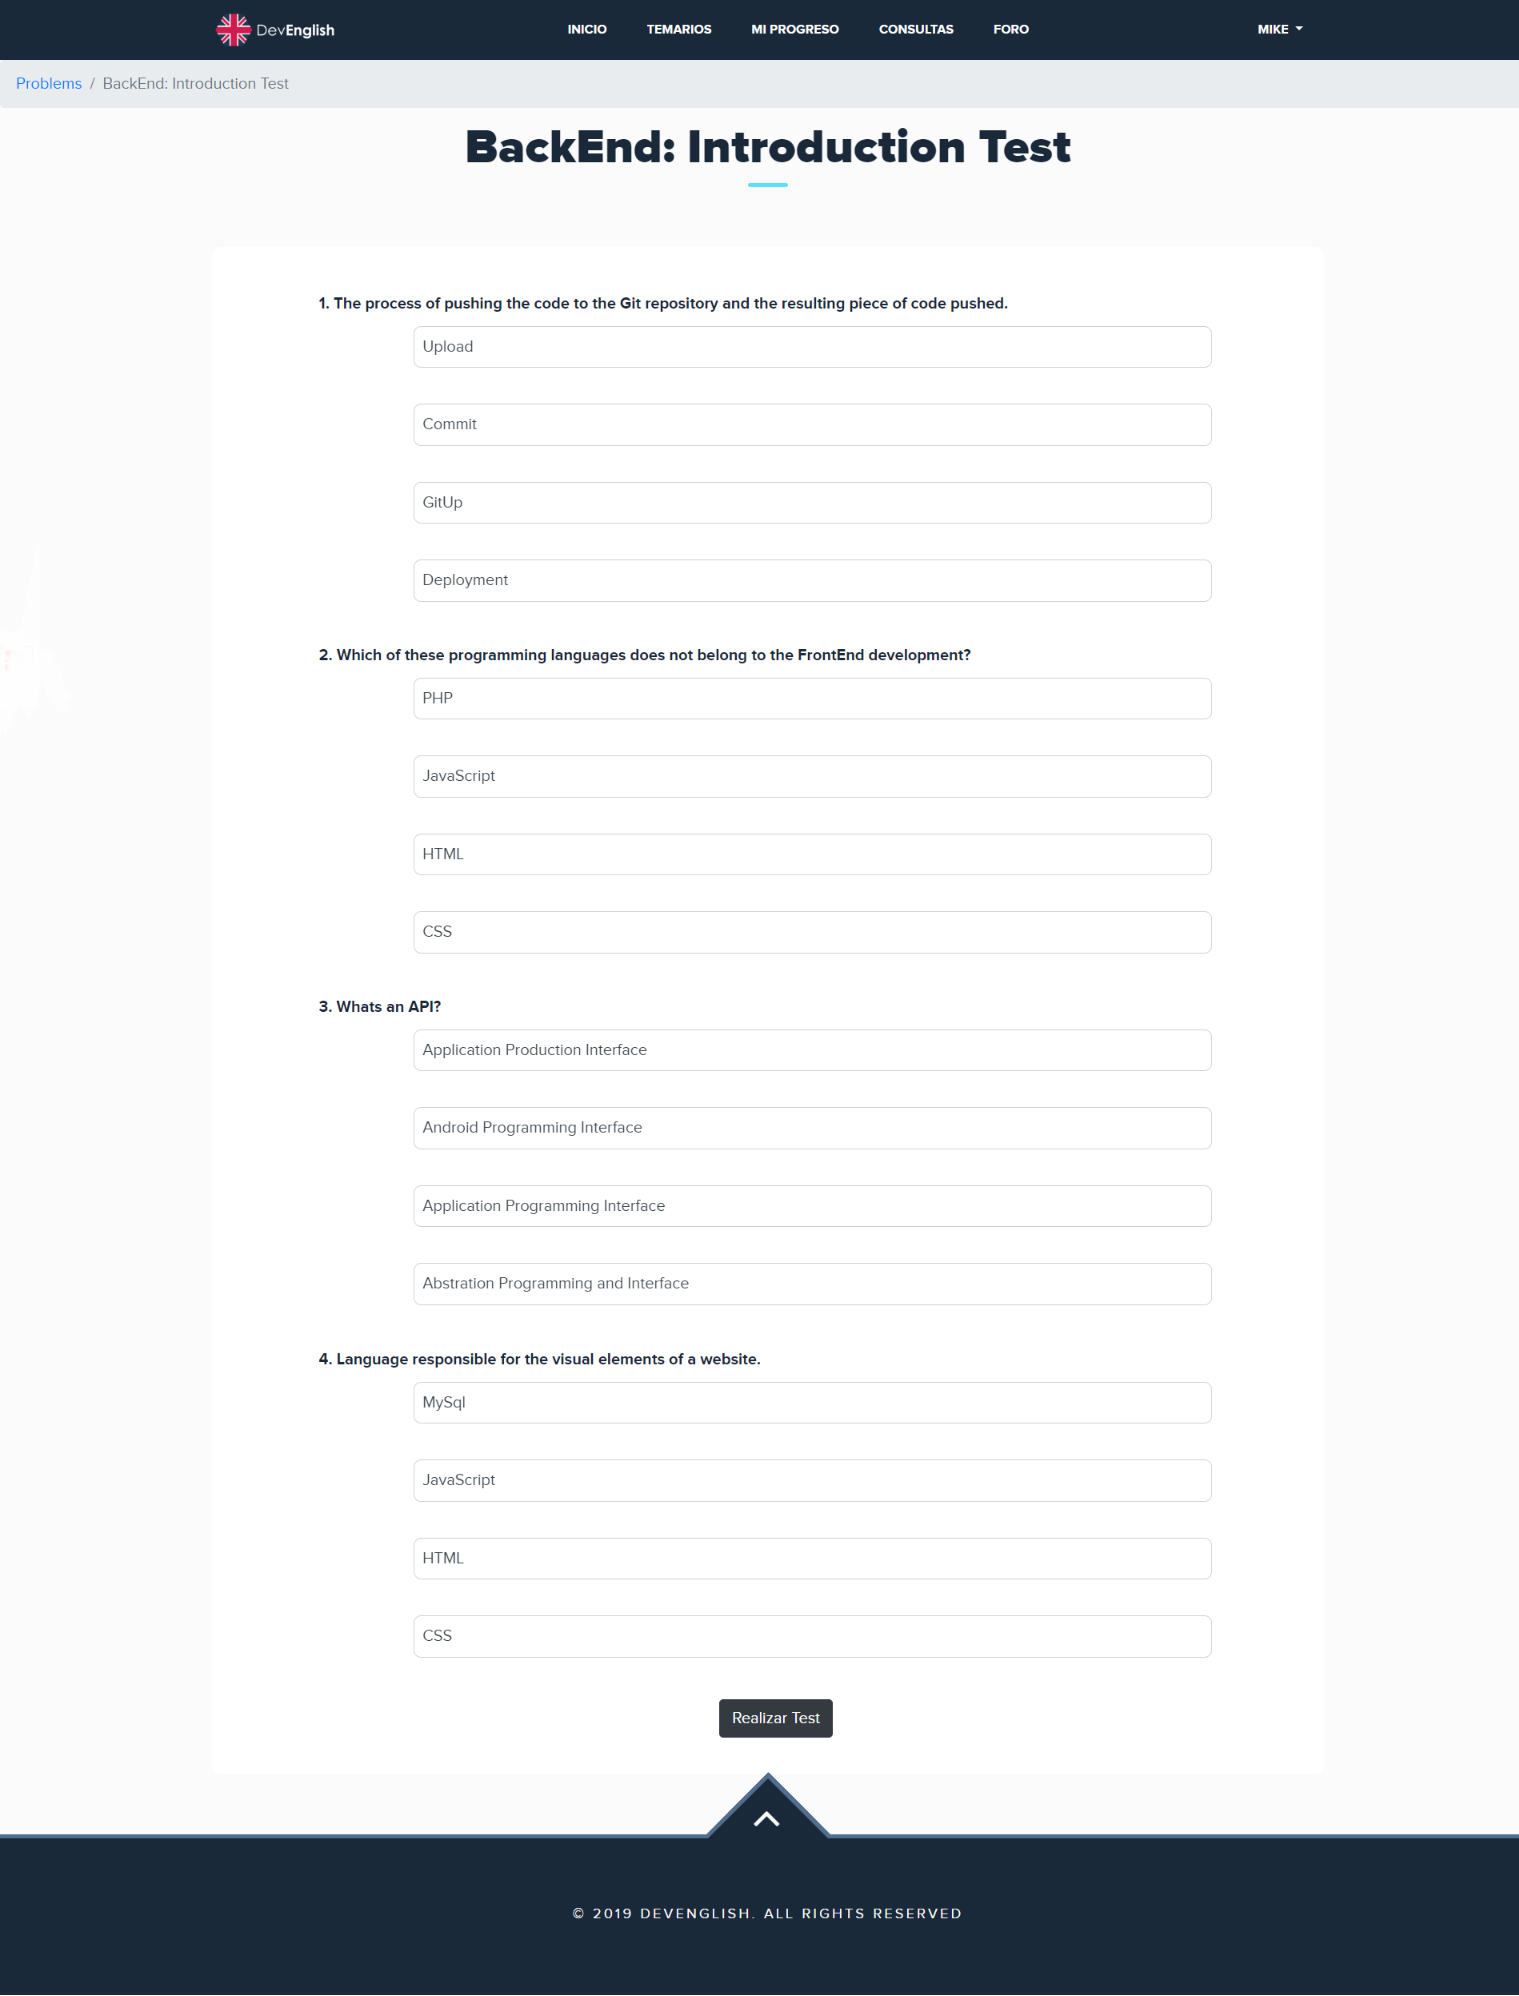 DevEnglish
INICIO TEMARIOS MI PROGRESO CONSULTAS FORO MIKE
Problems / BackEnd: Introduction Test
BackEnd: Introduction Test
1. The process of pushing the code to the Git repository and the resulting piece of code pushed.
Upload
Commit
GitUp
Deployment
2. Which of these programming languages does not belong to the FrontEnd development?
PHP
JavaScript
HTML
CSS
3. Whats an API?
Application Production Interface
Android Programming Interface
Application Programming Interface
Abstration Programming and Interface
4. Language responsible for the visual elements of a website.
MySql
JavaScript
HTML
CSS
Realizar Test
© 2019 DEVENGLISH. ALL RIGHTS RESERVED